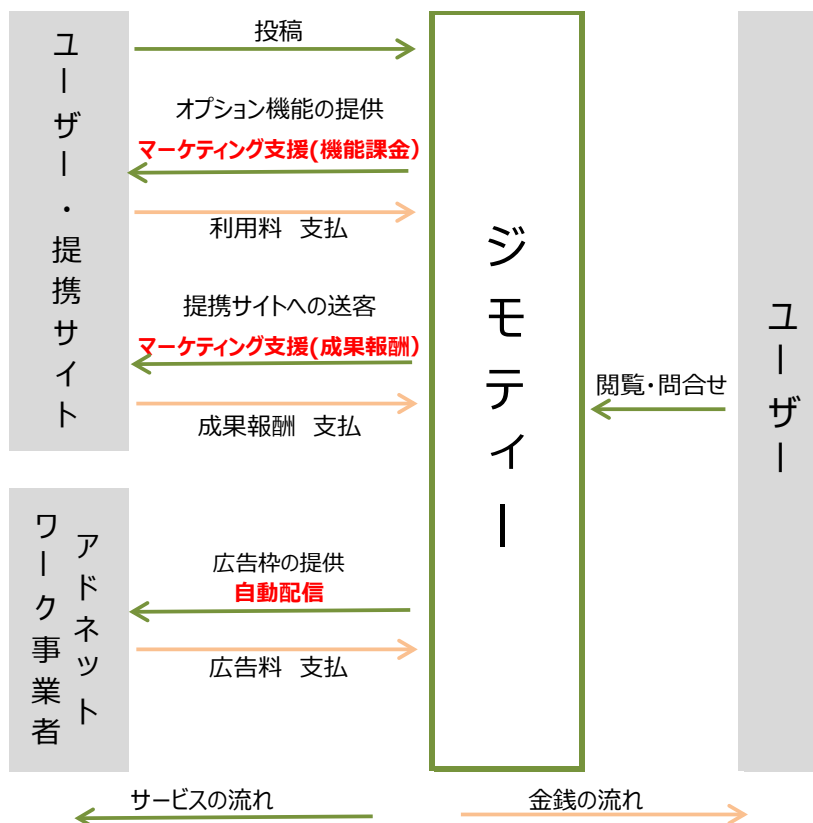 ユーザー・提携サイト
投稿
オプション機能の提供
マーケティング支援(機能課金)
利用料 支払
提携サイトへの送客
マーケティング支援(成果報酬)
成果報酬 支払
アドネット
ワーク事業者
広告枠の提供
自動配信
広告料 支払
ジモティー
閲覧・問合せ
ユーザー
サービスの流れ
金銭の流れ